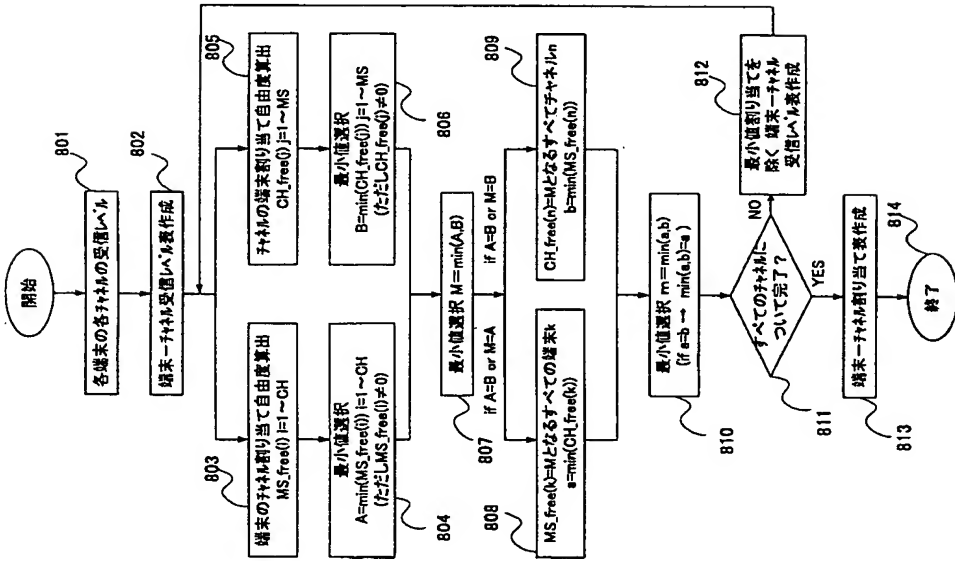 開始
801
各端末の各チャネルの受信レベル
802
端末ーチャネル受信レベル表作成
803
端末のチャネル割り当て自由度算出
MS_free(i) i=1~CH
805
チャネルの端末割り当て自由度算出
CH_free(j) j=1~MS
最小値選択
A=min(MS_free(i)) i=1~CH
(ただしMS_free(i)≠0)
804
最小値選択
B=min(CH_free(j)) j=1~MS
(ただしCH_free(j)≠0)
806
最小値選択 M=min(A,B)
807
if A=B or M=A
if A=B or M=B
808
MS_free(k)=Mとなるすべての端末k
a=min(CH_free(k))
809
CH_free(n)=Mとなるすべてチャネルn
b=min(MS_free(n))
最小値選択 m=min(a,b)
(if a=b → min(a,b)=a )
810
すべてのチャネルに
ついて完了?
811
NO
YES
812
最小値割り当てを
除く 端末ーチャネル
受信レベル表作成
端末ーチャネル割り当て表作成
813
終了
814